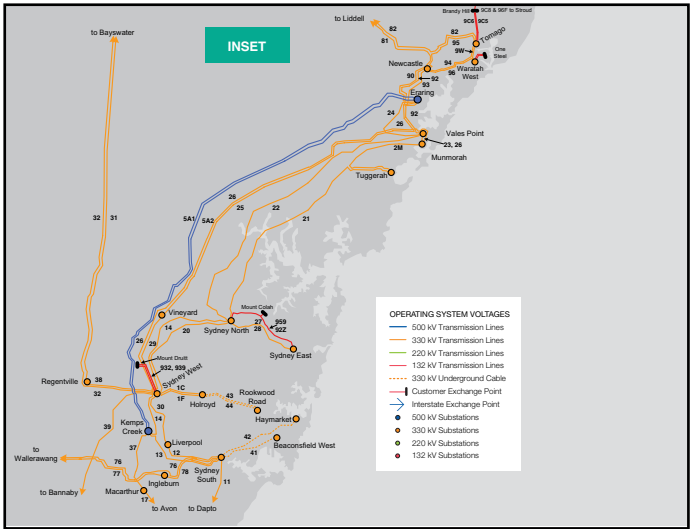 INSET
to Liddell
Brandy Hill
9C8 & 96F to Stroud
9C6
9C5
82
81
82
95
Tomago
9W
One
Steel
Newcastle
94
Waratah
West
96
90
92
93
Eraring
to Bayswater
24
92
26
Vales Point
23, 26
2M
Munmorah
Tuggerah
26
25
22
21
5A1
5A2
32
31
Vineyard
14
20
Mount Colah
27
28
959
92Z
Sydney North
Sydney East
26
29
Mount Druitt
932, 939
Sydney West
Regentville
38
32
1C
1F
Holroyd
43
44
Rookwood
Road
Haymarket
30
14
Kemps
Creek
39
37
Liverpool
13
12
42
41
Beaconsfield West
to
Wallerawang
76
77
76
78
Ingleburn
Sydney
South
11
to Bannaby
Macarthur
17
to Avon
to Dapto
OPERATING SYSTEM VOLTAGES
500 kV Transmission Lines
330 kV Transmission Lines
220 kV Transmission Lines
132 kV Transmission Lines
330 kV Underground Cable
Customer Exchange Point
Interstate Exchange Point
500 kV Substations
330 kV Substations
220 kV Substations
132 kV Substations